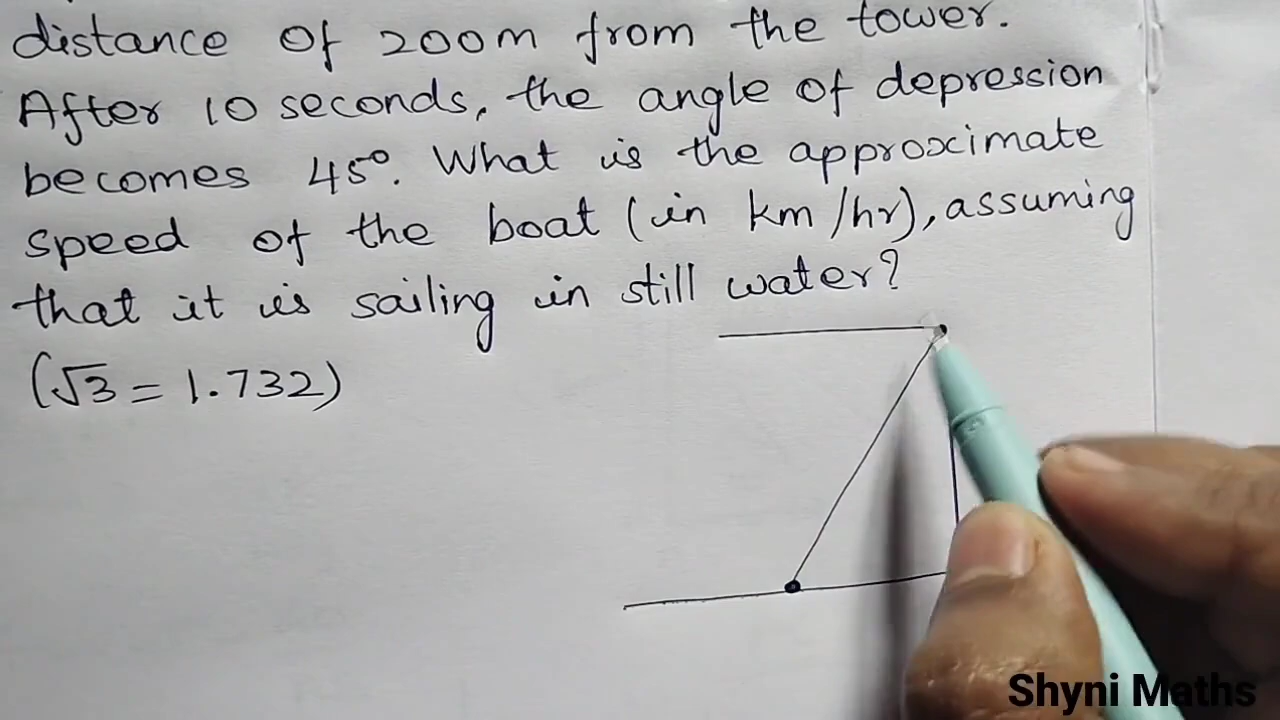 distance of 200m from the tower.
After 10 seconds, the angle of depression
becomes 45°. What is the approximate
speed of the boat (in km/hr), assuming
that it is sailing in still water?
(√3 = 1.732)
Shyni Maths